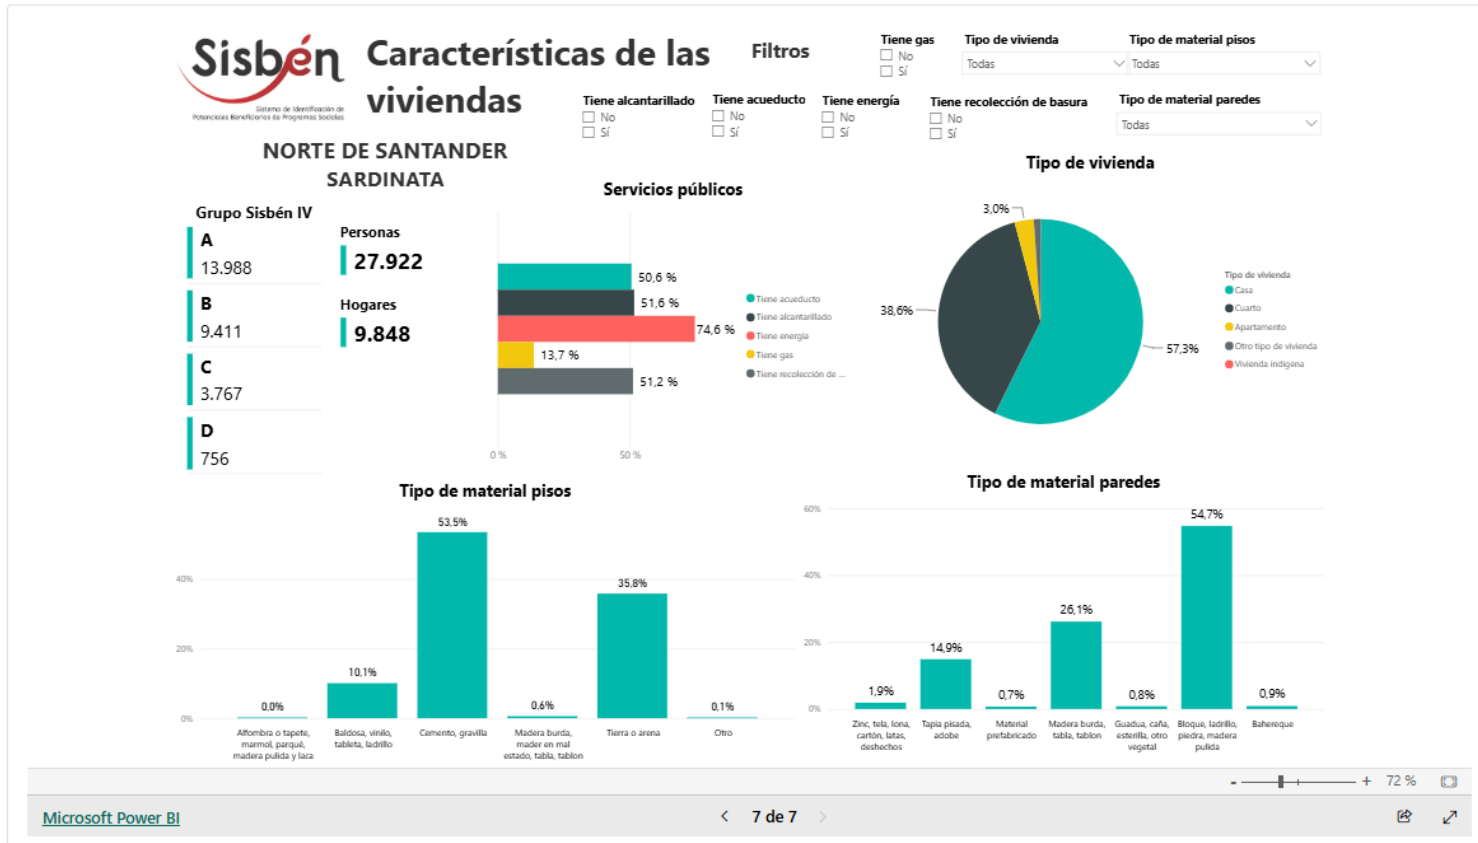 Sisbén
Sistema de Identificación de
Potenciales Beneficiarios de Programas Sociales
Características de las
viviendas
Filtros
Tiene gas
No
Sí
Tipo de vivienda
Todas
Tipo de material pisos
Todas
Tiene alcantarillado
No
Sí
Tiene acueducto
No
Sí
Tiene energía
No
Sí
Tiene recolección de basura
No
Sí
Tipo de material paredes
Todas
NORTE DE SANTANDER
SARDINATA
Grupo Sisbén IV
A
13.988
B
9.411
C
3.767
D
756
Personas
27.922
Hogares
9.848
Servicios públicos
50,6 %
51,6 %
74,6 %
13,7 %
51,2 %
0 %
50 %
Tiene acueducto
Tiene alcantarillado
Tiene energía
Tiene gas
Tiene recolección de ...
Tipo de vivienda
3,0%
38,6%
57,3%
Tipo de vivienda
Casa
Cuarto
Apartamento
Otro tipo de vivienda
Vivienda indígena
Tipo de material pisos
40%
20%
0%
0,0%
10,1%
53,5%
0,6%
35,8%
0,1%
Alfombra o tapete,
marmol, parqué,
madera pulida y laca
Baldosa, vinilo,
tableta, ladrillo
Cemento, gravilla
Madera burda,
mader en mal
estado, tabla, tablon
Tierra o arena
Otro
Tipo de material paredes
60%
40%
20%
0%
1,9%
14,9%
0,7%
26,1%
0,8%
54,7%
0,9%
Zinc, tela, lona,
cartón, latas,
deshechos
Tapia pisada,
adobe
Material
prefabricado
Madera burda,
tabla, tablon
Guadua, caña,
esterilla, otro
vegetal
Bloque, ladrillo,
piedra, madera
pulida
Bahereque
- + 72 %
Microsoft Power BI
< 7 de 7 >